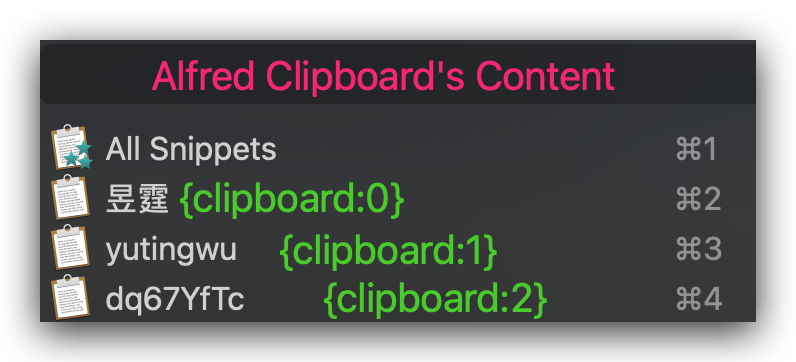 Alfred Clipboard's Content
All Snippets ⌘1
昱霆 {clipboard:0} ⌘2
yutingwu {clipboard:1} ⌘3
dq67YfTc {clipboard:2} ⌘4